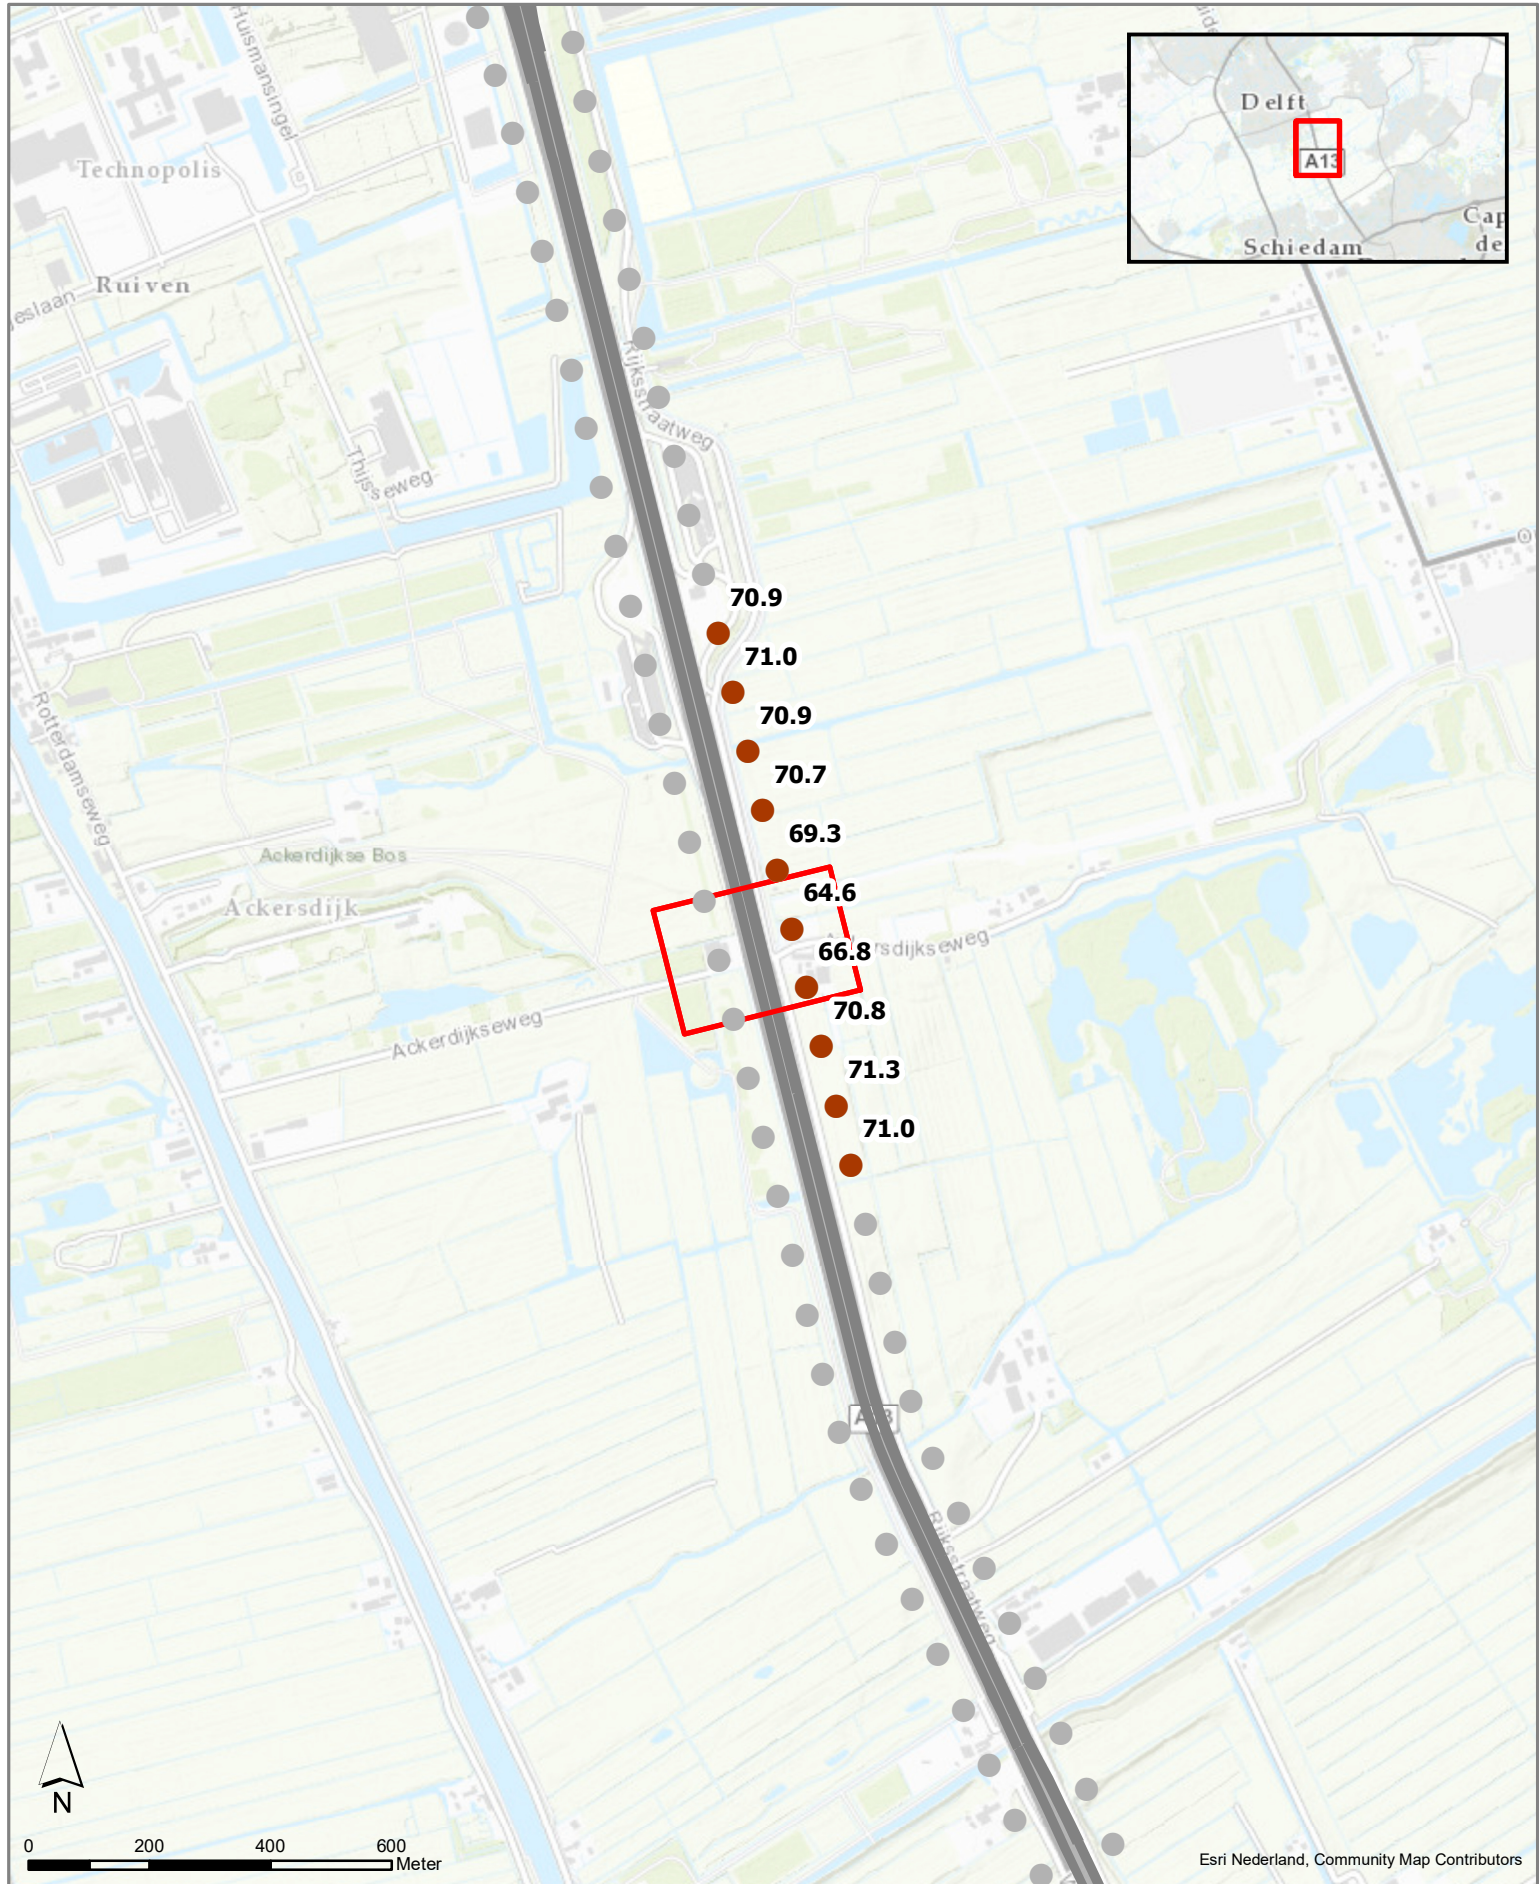 Huismansingel
Delft
A13
Cap
de
Schiedam
Technopolis
Ruiven
eslaan
Rijksstraatweg
Thijsseweg
70.9
71.0
70.9
70.7
69.3
64.6
66.8
70.8
71.3
71.0
Rotterdamseweg
Ackerdijkse Bos
Ackersdijk
rsdijkseweg
Ackerdijkseweg
Rijksstraatweg
N
0 200 400 600
Meter
Esri Nederland, Community Map Contributors